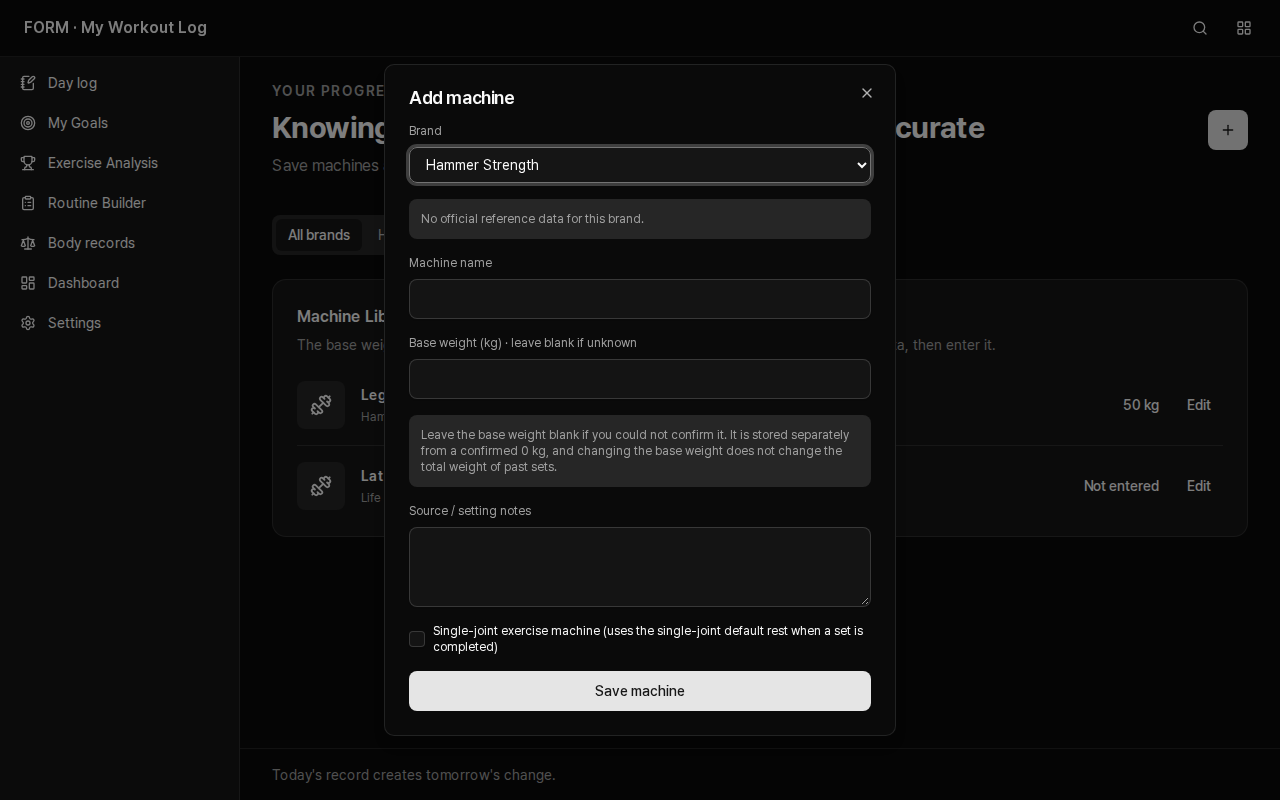 FORM · My Workout Log
Day log
My Goals
Exercise Analysis
Routine Builder
Body records
Dashboard
Settings
YOUR PROGRE
Knowing
curate
Save machines
All brands
H
Machine Lib
The base wei
a, then enter it.
Leg
Ham
50 kg
Edit
Lat
Life
Not entered
Edit
Add machine
Brand
Hammer Strength
No official reference data for this brand.
Machine name
Base weight (kg) · leave blank if unknown
Leave the base weight blank if you could not confirm it. It is stored separately
from a confirmed 0 kg, and changing the base weight does not change the
total weight of past sets.
Source / setting notes
Single-joint exercise machine (uses the single-joint default rest when a set is
completed)
Save machine
Today's record creates tomorrow's change.